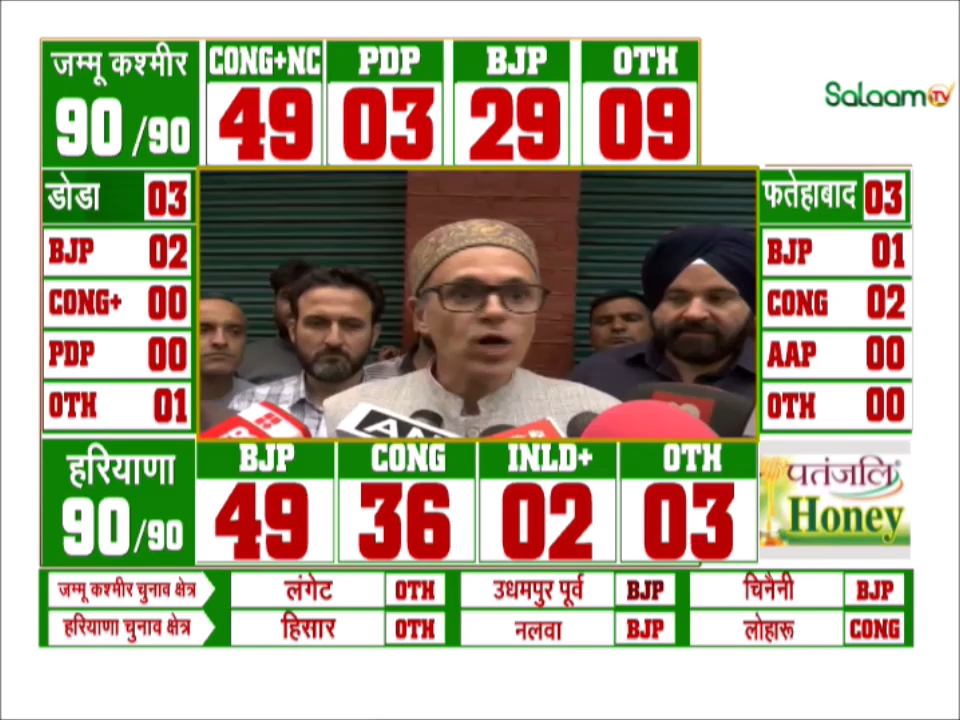 जम्मू कश्मीर CONG+NC PDP BJP OTH
90/90 49 03 29 09
SalaamTV
डोडा 03
BJP 02
CONG+ 00
PDP 00
OTH 01
फतेहाबाद 03
BJP 01
CONG 02
AAP 00
OTH 00
ANI
हरियाणा BJP CONG INLD+ OTH
90/90 49 36 02 03
पतंजलि
Honey
जम्मू कश्मीर चुनाव क्षेत्र लंगेट OTH उधमपुर पूर्व BJP चिनैनी BJP
हरियाणा चुनाव क्षेत्र हिसार OTH नलवा BJP लोहारू CONG